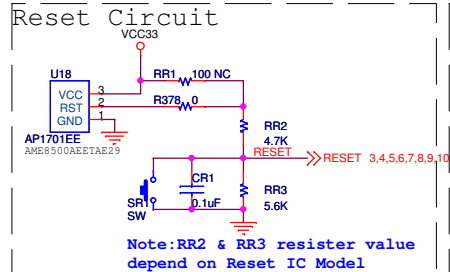 Reset Circuit
VCC33
U18
RR1
100 NC
VCC 3
RST 2
R378 0
GND 1
RR2
4.7K
AP1701EE
AME8500AEETAE29
RESET
RESET 3,4,5,6,7,8,9,10
CR1
RR3
SR1
0.1uF
5.6K
SW
Note:RR2 & RR3 resister value
depend on Reset IC Model